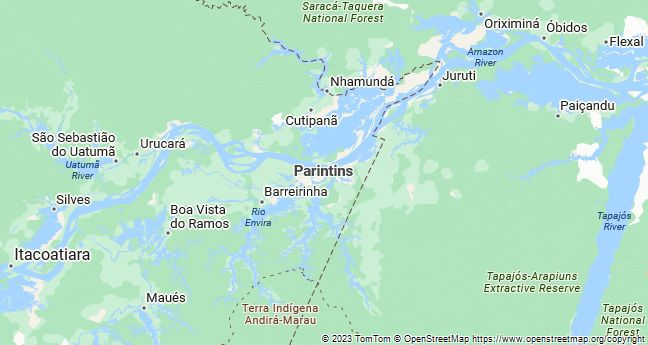 Saracá-Taquera
National Forest
Oriximiná
Óbidos
Flexal
Amazon
River
Nhamundá
Juruti
Paiçandu
Cutipanã
São Sebastião
do Uatumã
Urucará
Uatumã
River
Parintins
Barreirinha
Silves
Boa Vista
do Ramos
Rio
Envira
Tapajós
River
Itacoatiara
Tapajós-Arapiuns
Extractive Reserve
Maués
Terra Indígena
Andirá-Marau
Tapajós
National
Forest
© 2023 TomTom © OpenStreetMap https://www.openstreetmap.org/copyright